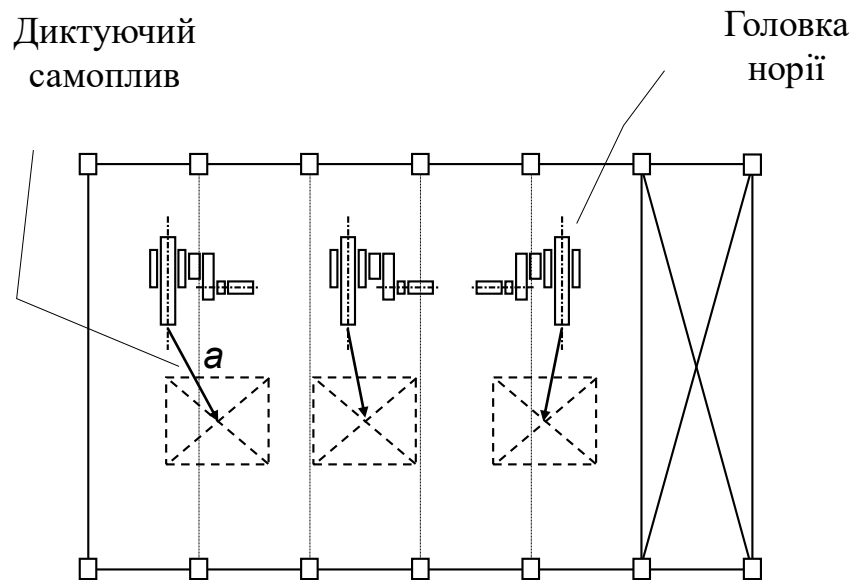 Диктуючий
самоплив
Головка
норії
а